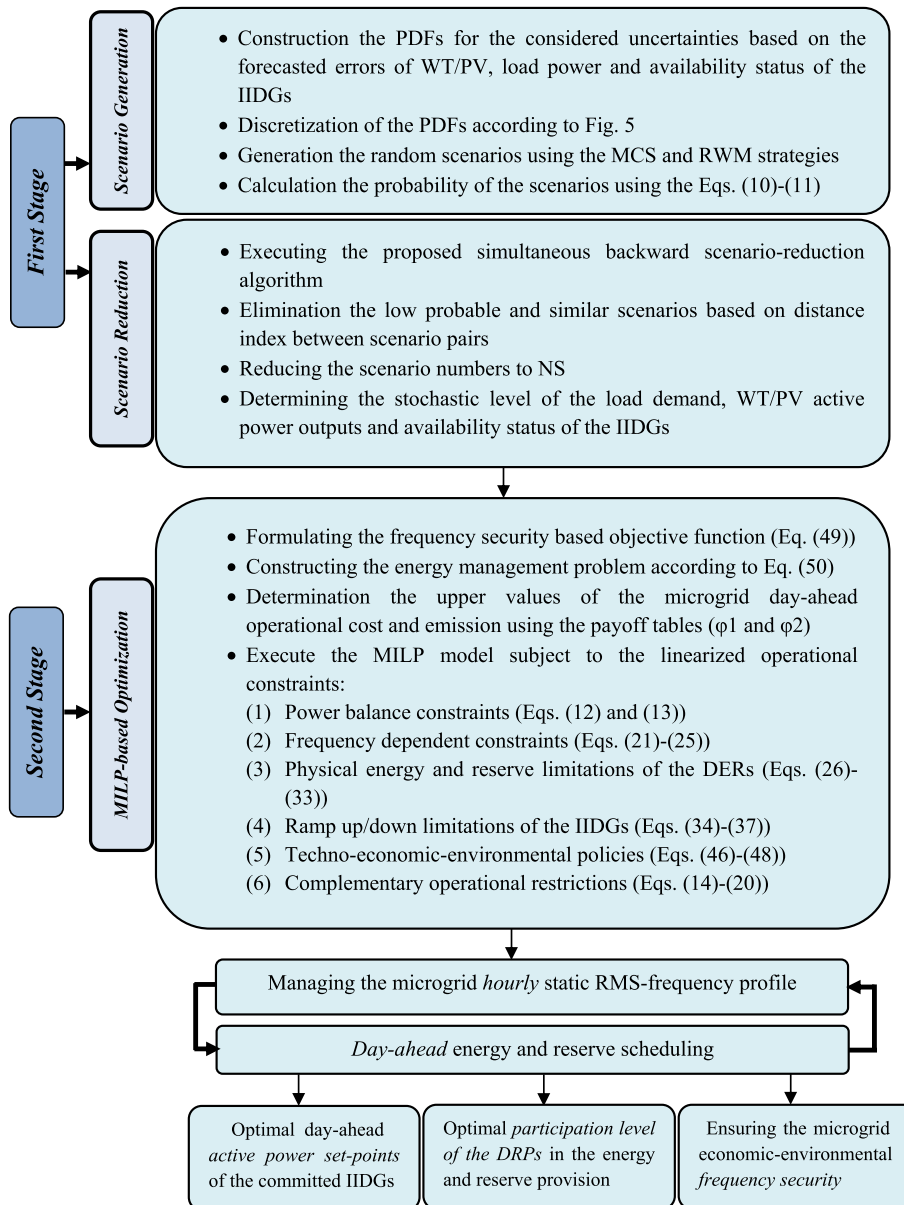 First Stage
Scenario Generation
• Construction the PDFs for the considered uncertainties based on the
forecasted errors of WT/PV, load power and availability status of the
IIDGs
• Discretization of the PDFs according to Fig. 5
• Generation the random scenarios using the MCS and RWM strategies
• Calculation the probability of the scenarios using the Eqs. (10)-(11)
Scenario Reduction
• Executing the proposed simultaneous backward scenario-reduction
algorithm
• Elimination the low probable and similar scenarios based on distance
index between scenario pairs
• Reducing the scenario numbers to NS
• Determining the stochastic level of the load demand, WT/PV active
power outputs and availability status of the IIDGs
Second Stage
MILP-based Optimization
• Formulating the frequency security based objective function (Eq. (49))
• Constructing the energy management problem according to Eq. (50)
• Determination the upper values of the microgrid day-ahead
operational cost and emission using the payoff tables (φ1 and φ2)
• Execute the MILP model subject to the linearized operational
constraints:
(1) Power balance constraints (Eqs. (12) and (13))
(2) Frequency dependent constraints (Eqs. (21)-(25))
(3) Physical energy and reserve limitations of the DERs (Eqs. (26)-
(33))
(4) Ramp up/down limitations of the IIDGs (Eqs. (34)-(37))
(5) Techno-economic-environmental policies (Eqs. (46)-(48))
(6) Complementary operational restrictions (Eqs. (14)-(20))
Managing the microgrid hourly static RMS-frequency profile
Day-ahead energy and reserve scheduling
Optimal day-ahead
active power set-points
of the committed IIDGs
Optimal participation level
of the DRPs in the energy
and reserve provision
Ensuring the microgrid
economic-environmental
frequency security